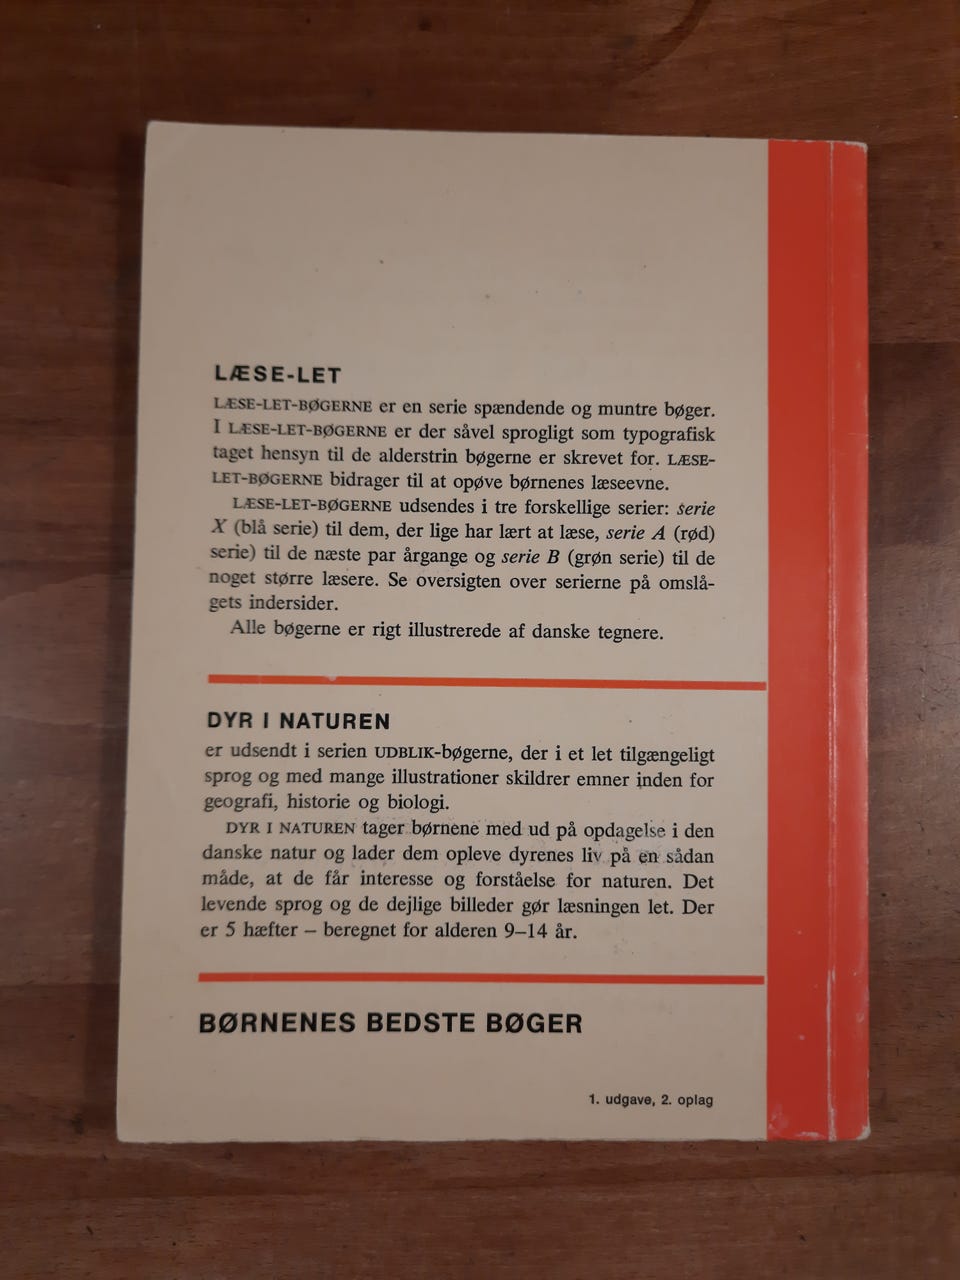 LÆSE-LET
LÆSE-LET-BØGERNE er en serie spændende og muntre bøger.
I LÆSE-LET-BØGERNE er der såvel sprogligt som typografisk
taget hensyn til de alderstrin bøgerne er skrevet for. LÆSE-
LET-BØGERNE bidrager til at opøve børnenes læseevne.
LÆSE-LET-BØGERNE udsendes i tre forskellige serier: serie
X (blå serie) til dem, der lige har lært at læse, serie A (rød)
serie) til de næste par årgange og serie B (grøn serie) til de
noget større læsere. Se oversigten over serierne på omslå-
gets indersider.
Alle bøgerne er rigt illustrerede af danske tegnere.
DYR I NATUREN
er udsendt i serien UDBLIK-bøgerne, der i et let tilgængeligt
sprog og med mange illustrationer skildrer emner inden for
geografi, historie og biologi.
DYR I NATUREN tager børnene med ud på opdagelse i den
danske natur og lader dem opleve dyrenes liv på en sådan
måde, at de får interesse og forståelse for naturen. Det
levende sprog og de dejlige billeder gør læsningen let. Der
er 5 hæfter – beregnet for alderen 9–14 år.
BØRNENES BEDSTE BØGER
1. udgave, 2. oplag